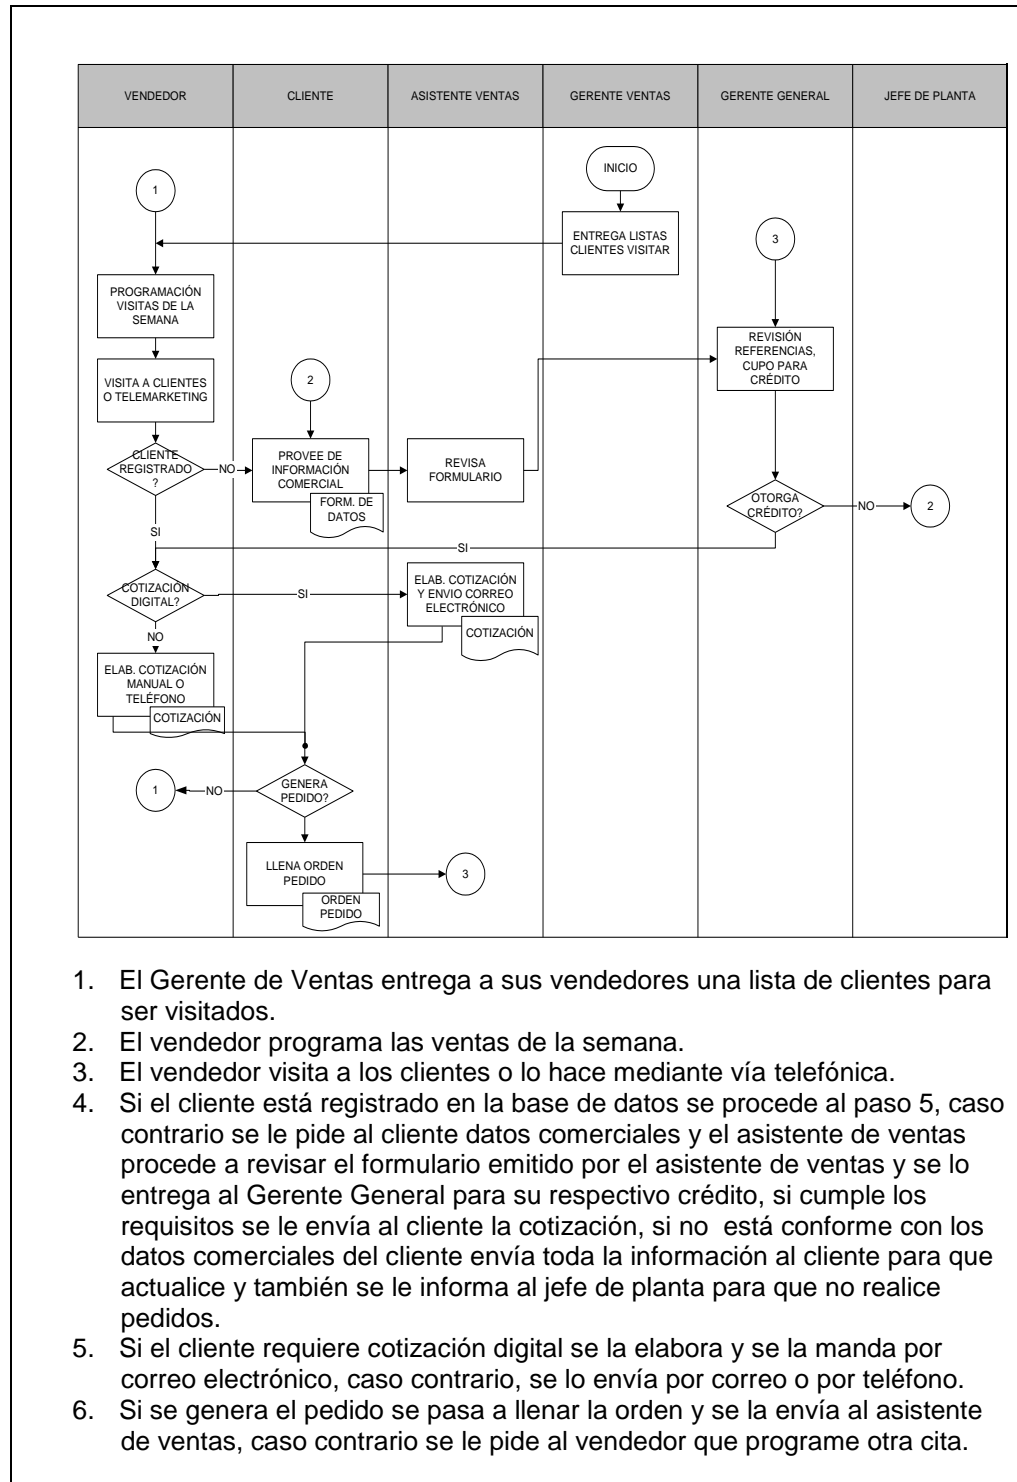 VENDEDOR
CLIENTE
ASISTENTE VENTAS
GERENTE VENTAS
GERENTE GENERAL
JEFE DE PLANTA
INICIO
1
ENTREGA LISTAS
CLIENTES VISITAR
3
PROGRAMACIÓN
VISITAS DE LA
SEMANA
REVISIÓN
REFERENCIAS,
CUPO PARA
CRÉDITO
VISITA A CLIENTES
O TELEMARKETING
2
CLIENTE
REGISTRADO
?
NO
PROVEE DE
INFORMACIÓN
COMERCIAL
FORM. DE
DATOS
REVISA
FORMULARIO
OTORGA
CRÉDITO?
NO
2
SI
SI
COTIZACIÓN
DIGITAL?
SI
ELAB. COTIZACIÓN
Y ENVIO CORREO
ELECTRÓNICO
COTIZACIÓN
NO
ELAB. COTIZACIÓN
MANUAL O
TELÉFONO
COTIZACIÓN
1
NO
GENERA
PEDIDO?
LLENA ORDEN
PEDIDO
ORDEN
PEDIDO
3
1. El Gerente de Ventas entrega a sus vendedores una lista de clientes para
ser visitados.
2. El vendedor programa las ventas de la semana.
3. El vendedor visita a los clientes o lo hace mediante vía telefónica.
4. Si el cliente está registrado en la base de datos se procede al paso 5, caso
contrario se le pide al cliente datos comerciales y el asistente de ventas
procede a revisar el formulario emitido por el asistente de ventas y se lo
entrega al Gerente General para su respectivo crédito, si cumple los
requisitos se le envía al cliente la cotización, si no está conforme con los
datos comerciales del cliente envía toda la información al cliente para que
actualice y también se le informa al jefe de planta para que no realice
pedidos.
5. Si el cliente requiere cotización digital se la elabora y se la manda por
correo electrónico, caso contrario, se lo envía por correo o por teléfono.
6. Si se genera el pedido se pasa a llenar la orden y se la envía al asistente
de ventas, caso contrario se le pide al vendedor que programe otra cita.